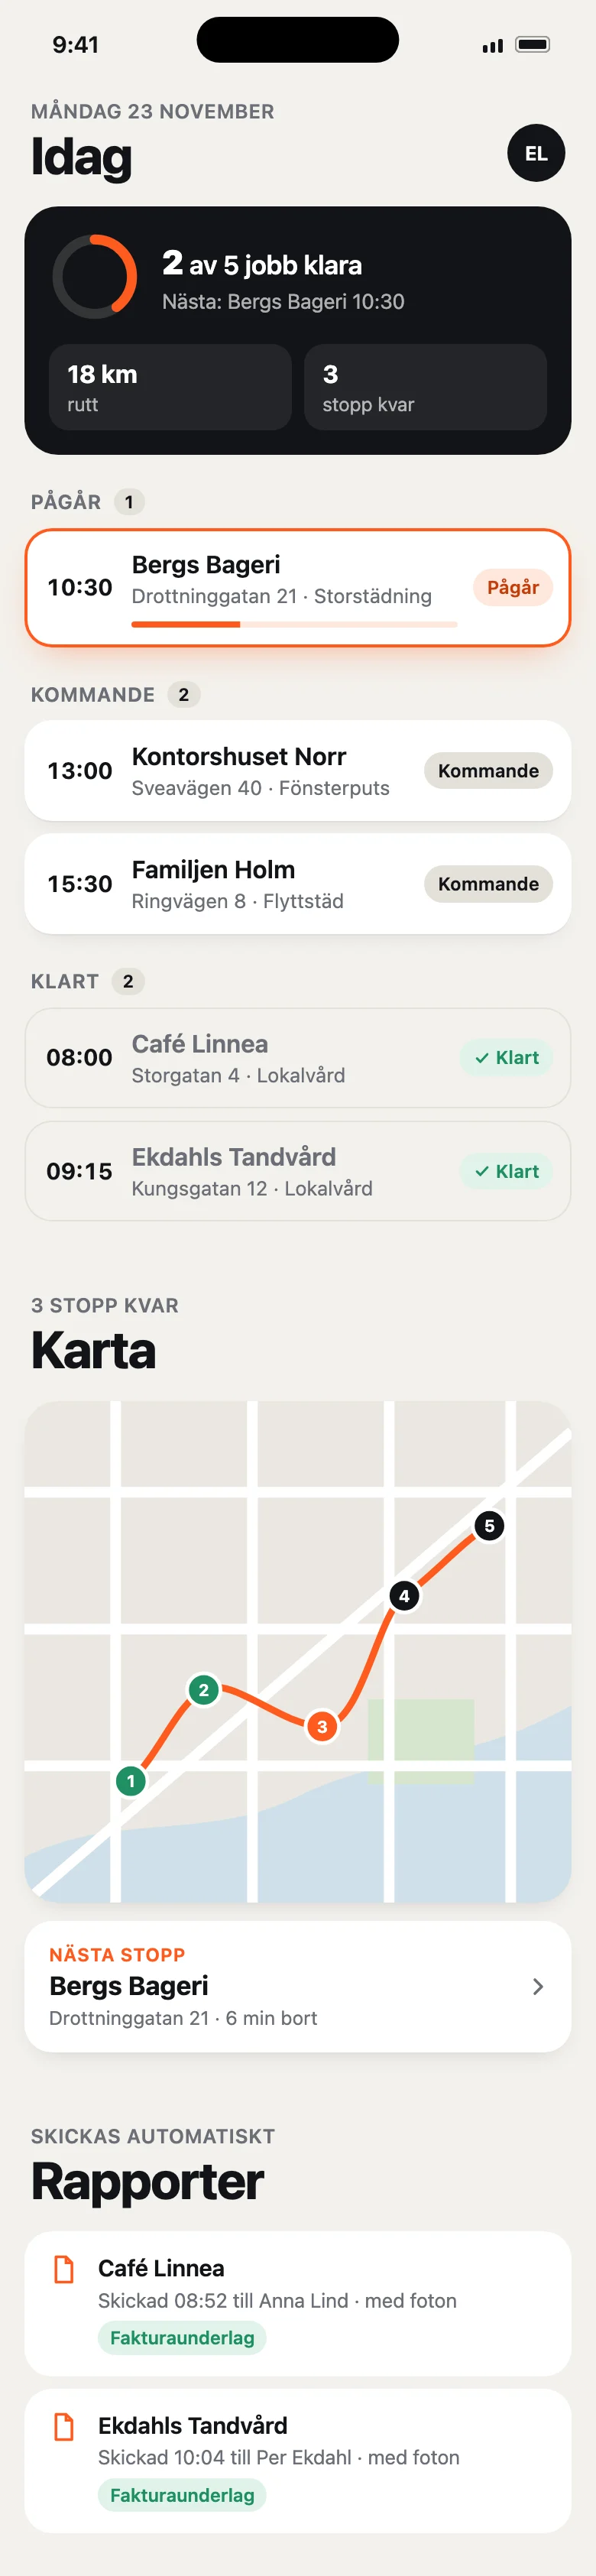 9:41
MÅNDAG 23 NOVEMBER
Idag
EL
2 av 5 jobb klara
Nästa: Bergs Bageri 10:30
18 km
rutt
3
stopp kvar
PÅGÅR 1
10:30
Bergs Bageri
Drottninggatan 21 · Storstädning
Pågår
KOMMANDE 2
13:00
Kontorshuset Norr
Sveavägen 40 · Fönsterputs
Kommande
15:30
Familjen Holm
Ringvägen 8 · Flyttstäd
Kommande
KLART 2
08:00
Café Linnea
Storgatan 4 · Lokalvård
✓ Klart
09:15
Ekdahls Tandvård
Kungsgatan 12 · Lokalvård
✓ Klart
3 STOPP KVAR
Karta
5
4
2
3
1
NÄSTA STOPP
Bergs Bageri
Drottninggatan 21 · 6 min bort
SKICKAS AUTOMATISKT
Rapporter
Café Linnea
Skickad 08:52 till Anna Lind · med foton
Fakturaunderlag
Ekdahls Tandvård
Skickad 10:04 till Per Ekdahl · med foton
Fakturaunderlag